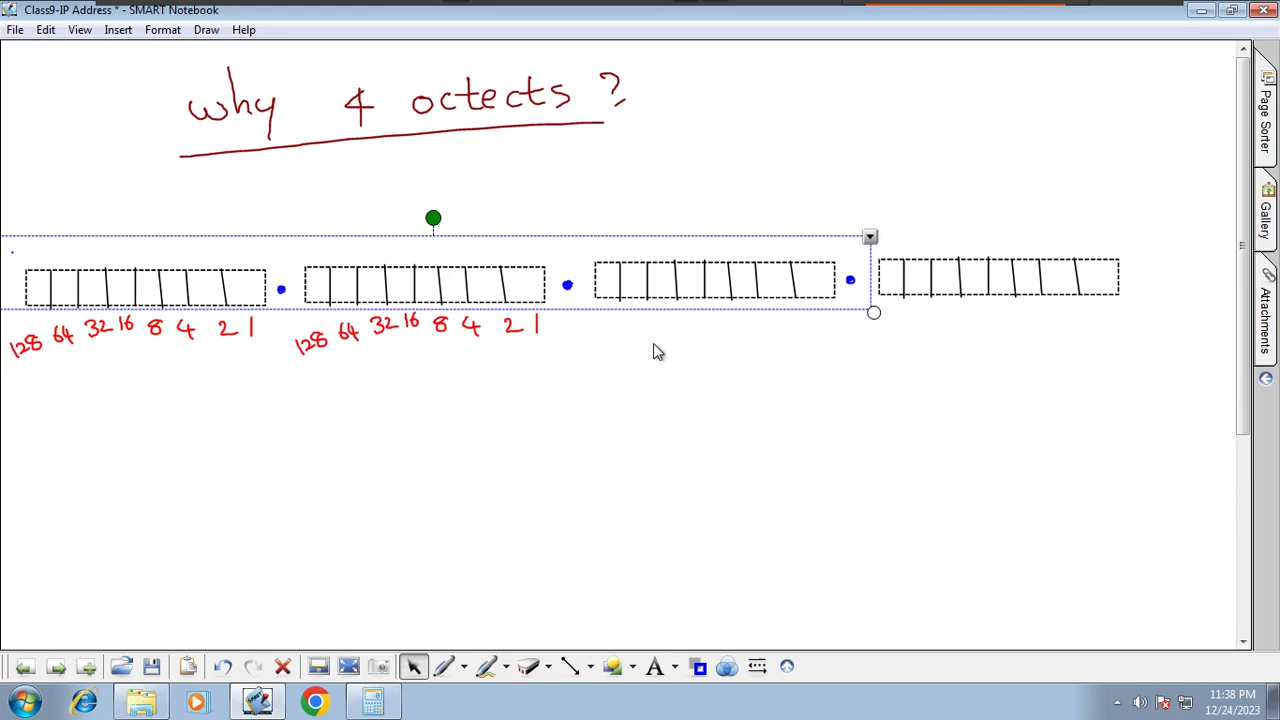 Class9-IP Address * - SMART Notebook
File Edit View Insert Format Draw Help
why 4 octects ?
128 64 32 16 8 4 2 1 128 64 32 16 8 4 2 1
Page Sorter
Gallery
Attachments
11:38 PM
12/24/2023